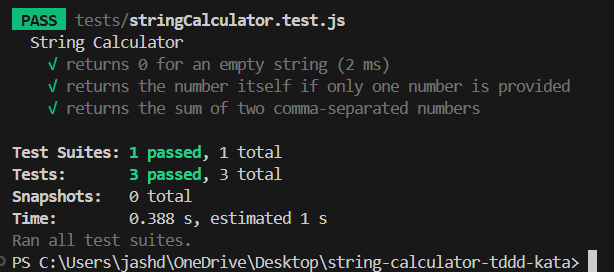 PASS tests/stringCalculator.test.js
String Calculator
√ returns 0 for an empty string (2 ms)
√ returns the number itself if only one number is provided
√ returns the sum of two comma-separated numbers
Test Suites: 1 passed, 1 total
Tests: 3 passed, 3 total
Snapshots: 0 total
Time: 0.388 s, estimated 1 s
Ran all test suites.
PS C:\Users\jashd\OneDrive\Desktop\string-calculator-tddd-kata>